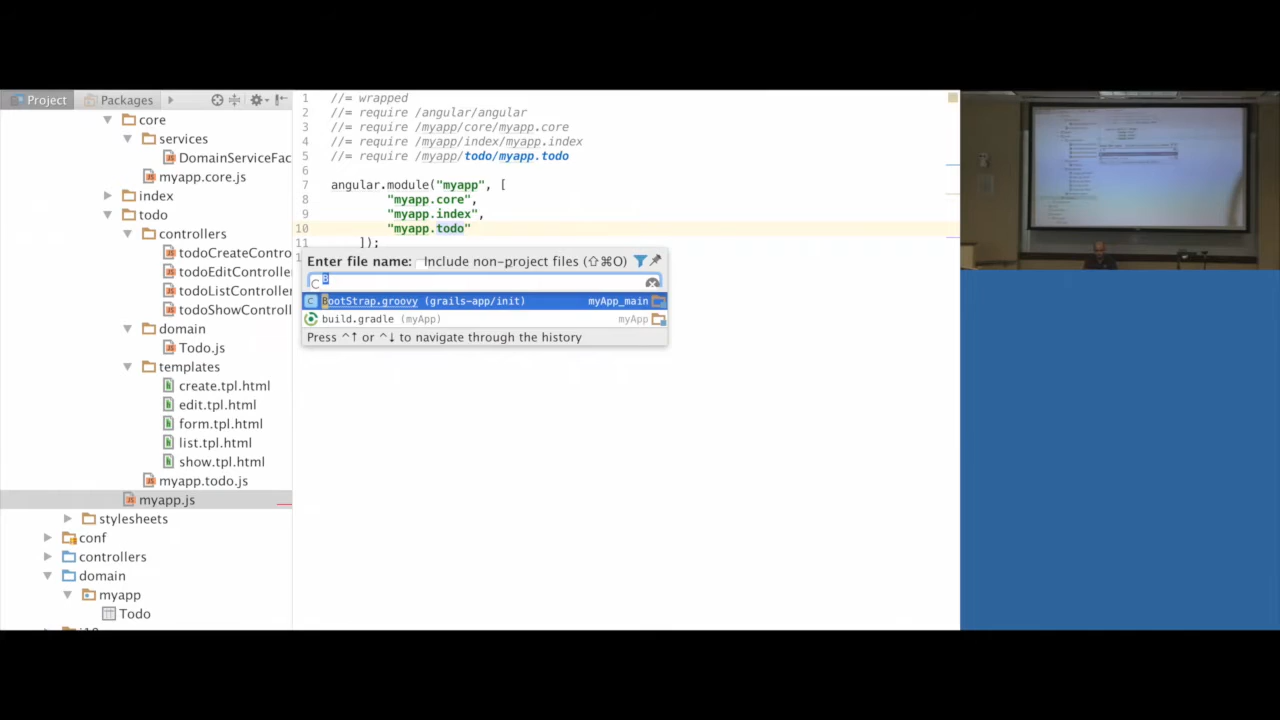 Project
Packages
core
services
DomainServiceFac
myapp.core.js
index
todo
controllers
todoCreateContro
todoEditControlle
todoListControlle
todoShowControl
domain
Todo.js
templates
create.tpl.html
edit.tpl.html
form.tpl.html
list.tpl.html
show.tpl.html
myapp.todo.js
myapp.js
stylesheets
conf
controllers
domain
myapp
Todo
1 //= wrapped
2 //= require /angular/angular
3 //= require /myapp/core/myapp.core
4 //= require /myapp/index/myapp.index
5 //= require /myapp/todo/myapp.todo
6
7 angular.module("myapp", [
8 "myapp.core",
9 "myapp.index",
10 "myapp.todo"
11 ]);
Enter file name: Include non-project files (⇧⌘O)
B
BootStrap.groovy (grails-app/init) myApp_main
build.gradle (myApp) myApp
Press ^↑ or ^↓ to navigate through the history